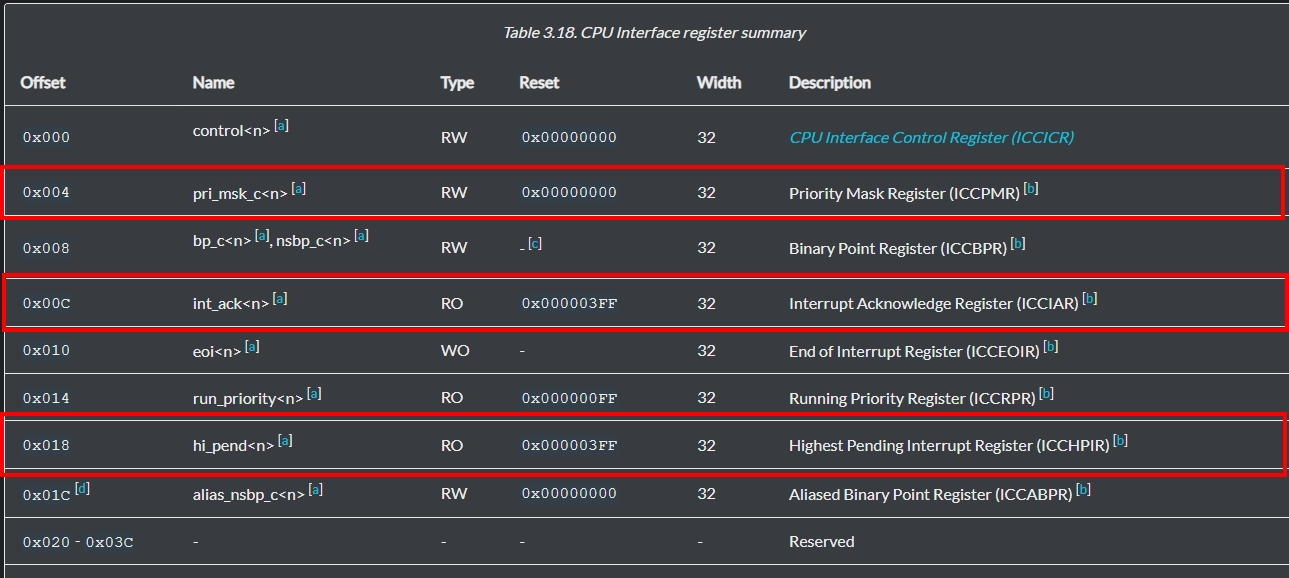 Table 3.18. CPU Interface register summary
Offset Name Type Reset Width Description
0x000 control<n> [a] RW 0x00000000 32 CPU Interface Control Register (ICCICR)
0x004 pri_msk_c<n> [a] RW 0x00000000 32 Priority Mask Register (ICCPMR) [b]
0x008 bp_c<n> [a], nsbp_c<n> [a] RW - [c] 32 Binary Point Register (ICCBPR) [b]
0x00C int_ack<n> [a] RO 0x000003FF 32 Interrupt Acknowledge Register (ICCIAR) [b]
0x010 eoi<n> [a] WO - 32 End of Interrupt Register (ICCEOIR) [b]
0x014 run_priority<n> [a] RO 0x000000FF 32 Running Priority Register (ICCRPR) [b]
0x018 hi_pend<n> [a] RO 0x000003FF 32 Highest Pending Interrupt Register (ICCHPIR) [b]
0x01C [d] alias_nsbp_c<n> [a] RW 0x00000000 32 Aliased Binary Point Register (ICCABPR) [b]
0x020 - 0x03C - - - - Reserved